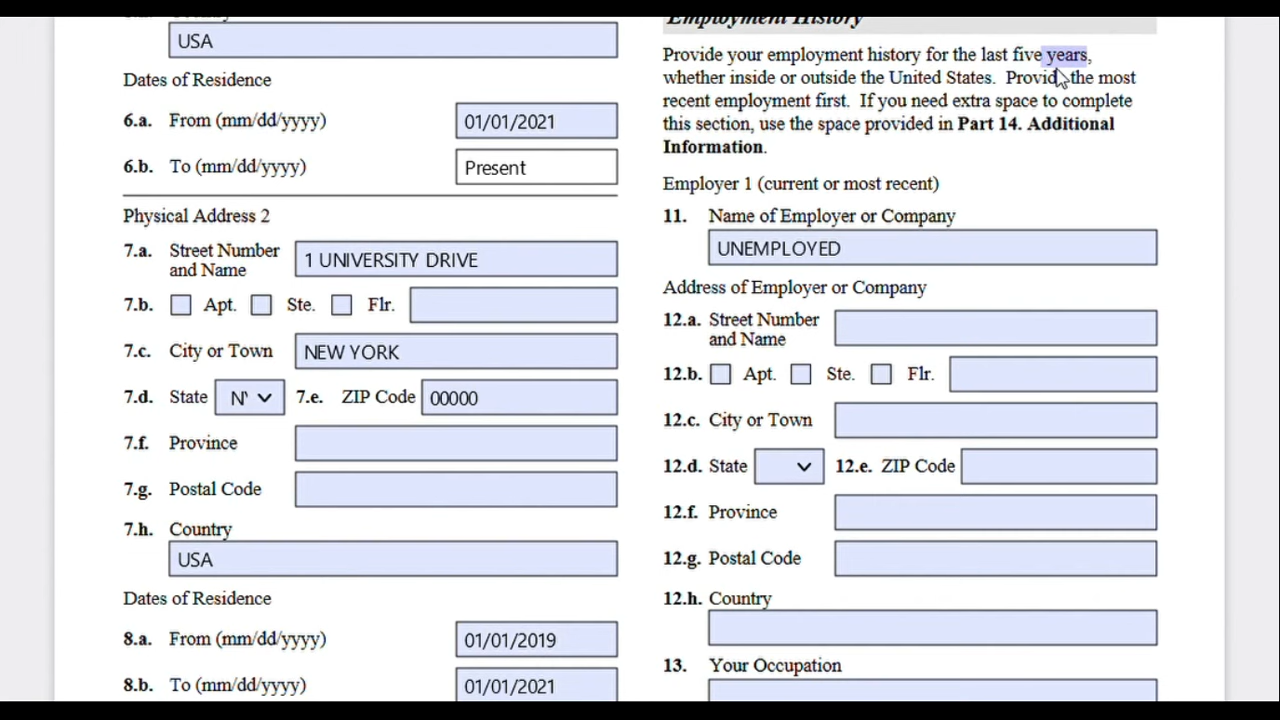 USA
Dates of Residence
6.a. From (mm/dd/yyyy) 01/01/2021
6.b. To (mm/dd/yyyy) Present
Physical Address 2
7.a. Street Number
and Name 1 UNIVERSITY DRIVE
7.b. Apt. Ste. Flr.
7.c. City or Town NEW YORK
7.d. State 7.e. ZIP Code 00000
7.f. Province
7.g. Postal Code
7.h. Country
USA
Dates of Residence
8.a. From (mm/dd/yyyy) 01/01/2019
8.b. To (mm/dd/yyyy) 01/01/2021
Employment History
Provide your employment history for the last five years,
whether inside or outside the United States. Provide the most
recent employment first. If you need extra space to complete
this section, use the space provided in Part 14. Additional
Information.
Employer 1 (current or most recent)
11. Name of Employer or Company
UNEMPLOYED
Address of Employer or Company
12.a. Street Number
and Name
12.b. Apt. Ste. Flr.
12.c. City or Town
12.d. State 12.e. ZIP Code
12.f. Province
12.g. Postal Code
12.h. Country
13. Your Occupation